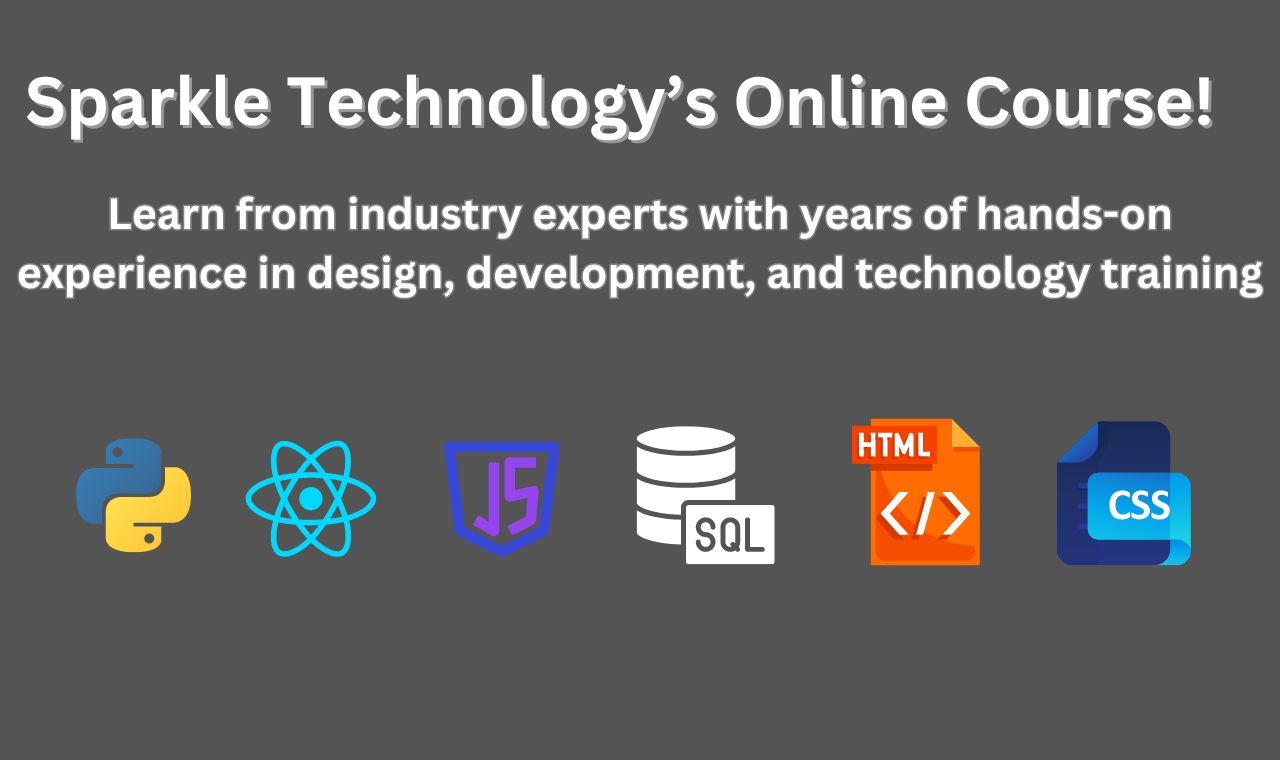 Sparkle Technology’s Online Course!
Learn from industry experts with years of hands-on
experience in design, development, and technology training
JS
SQL
HTML
</>
CSS